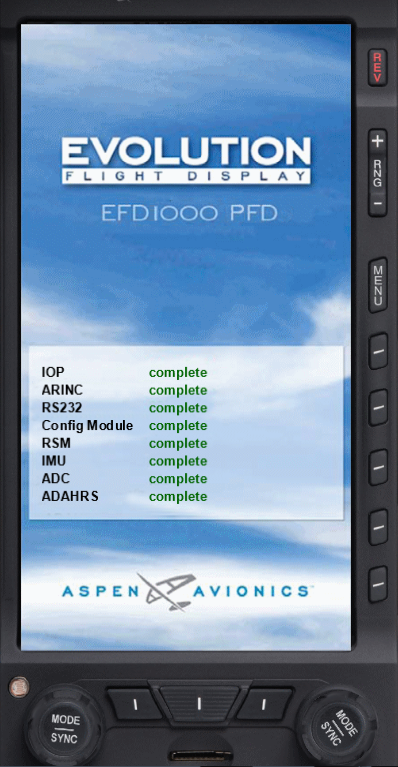 REV
EVOLUTION
FLIGHT DISPLAY
EFD1000 PFD
+
RNG
-
MENU
IOP complete
ARINC complete
RS232 complete
Config Module complete
RSM complete
IMU complete
ADC complete
ADAHRS complete
ASPEN AVIONICS™
MODE
SYNC
MODE
SYNC